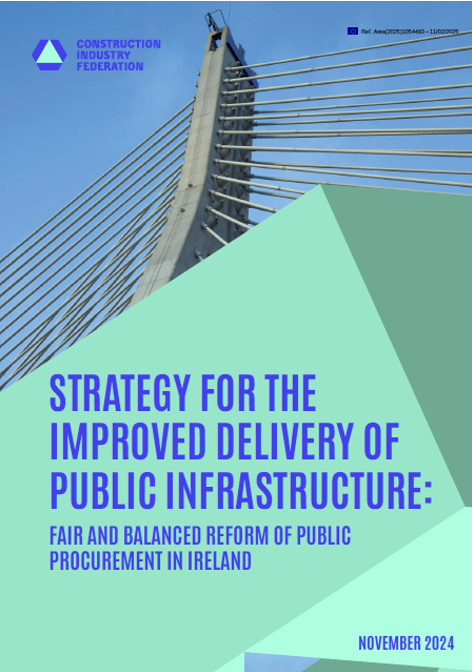 Ref. Ares(2025)1054493 - 11/02/2025
CONSTRUCTION
INDUSTRY
FEDERATION
STRATEGY FOR THE
IMPROVED DELIVERY OF
PUBLIC INFRASTRUCTURE:
FAIR AND BALANCED REFORM OF PUBLIC
PROCUREMENT IN IRELAND
NOVEMBER 2024